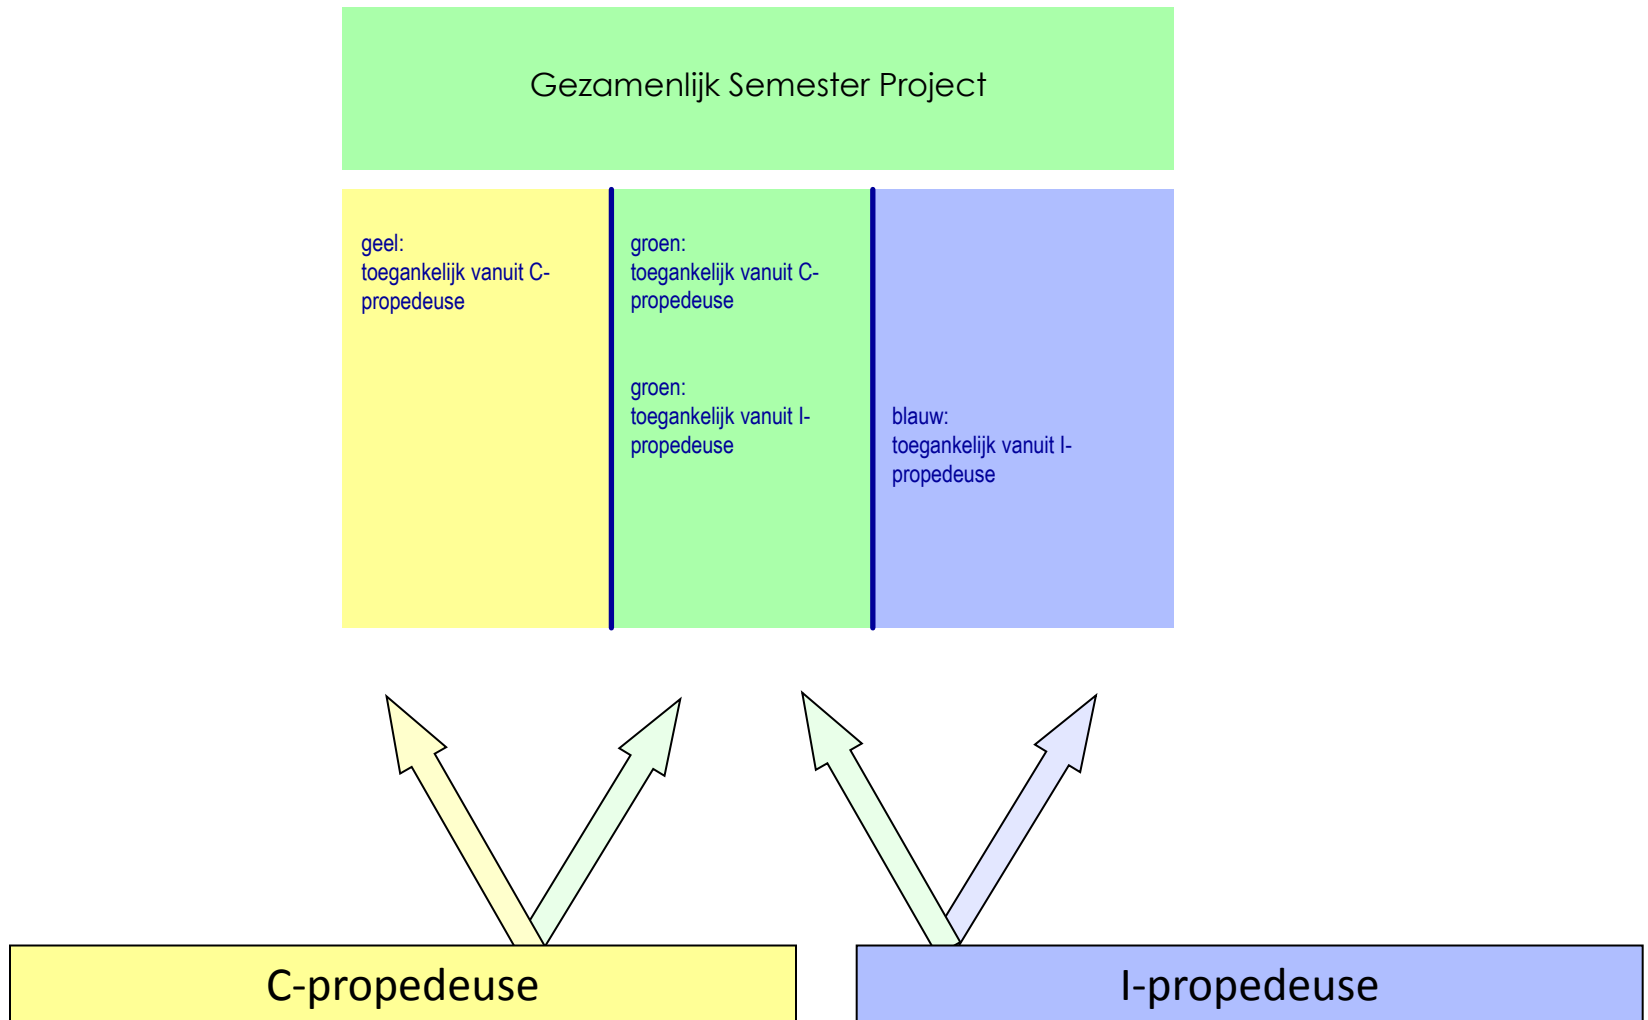 Gezamenlijk Semester Project
geel:
toegankelijk vanuit C-
propedeuse
groen:
toegankelijk vanuit C-
propedeuse
groen:
toegankelijk vanuit I-
propedeuse
blauw:
toegankelijk vanuit I-
propedeuse
C-propedeuse
I-propedeuse